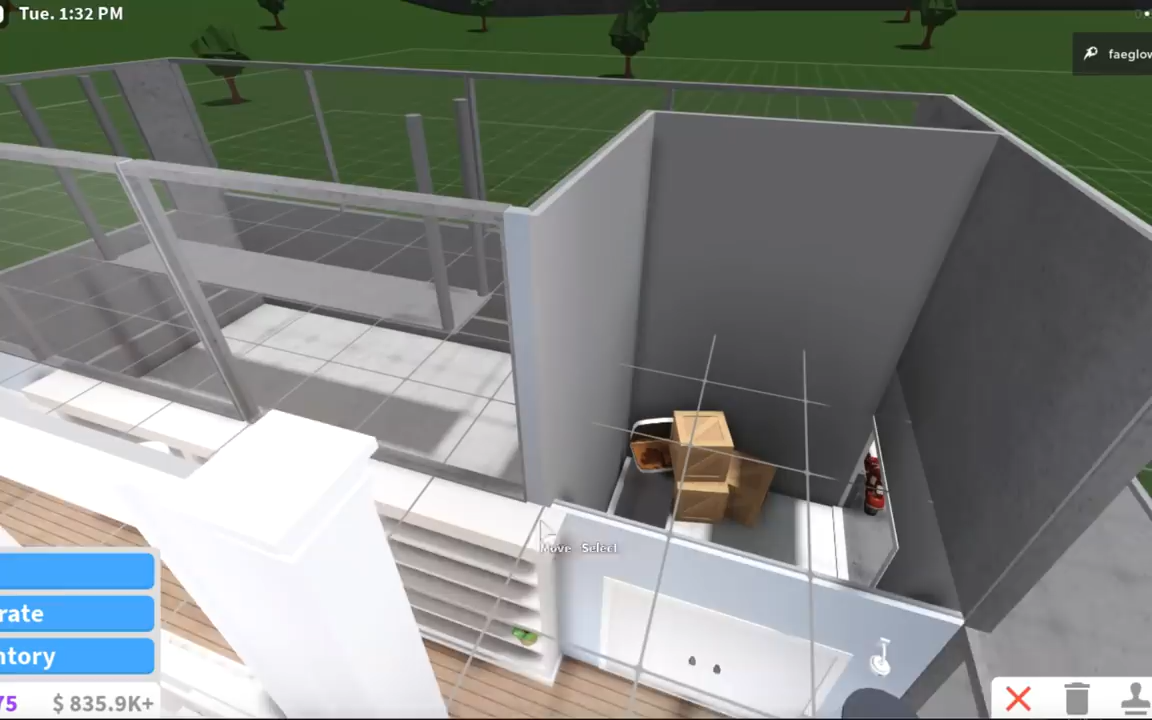 Tue. 1:32 PM
faeglow
Move Select
rate
ntory
75 $ 835.9K+